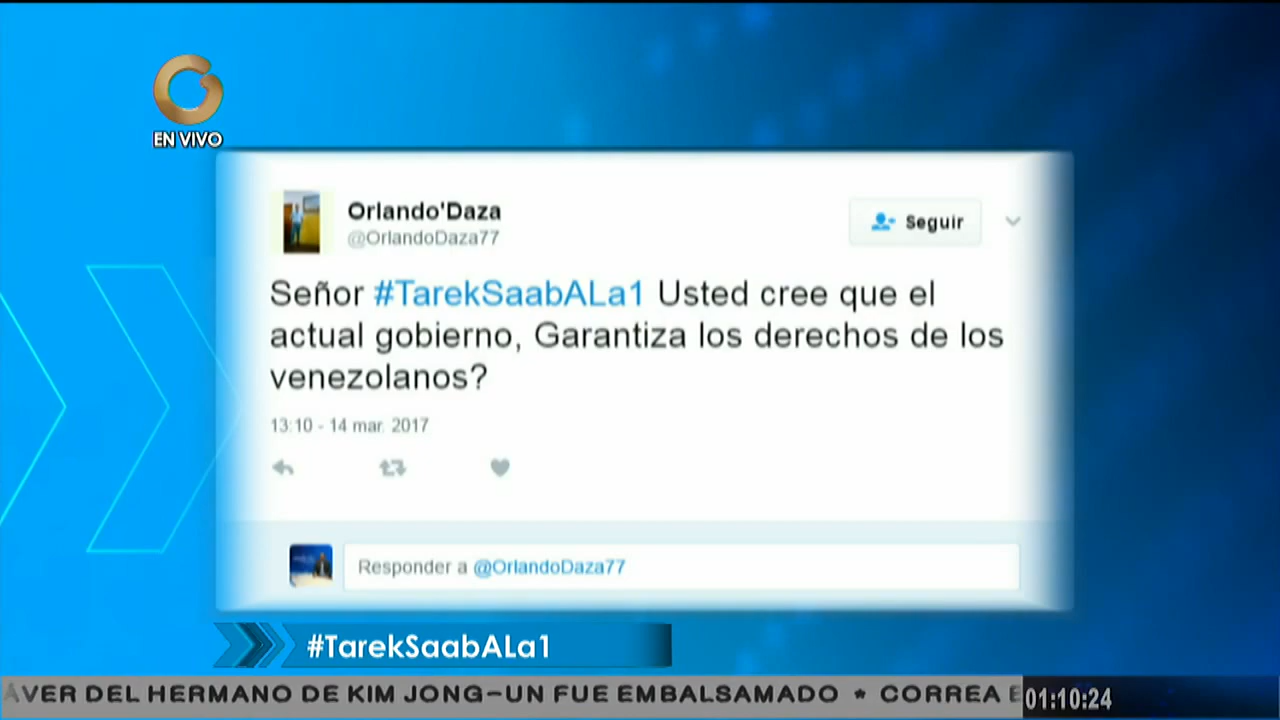 EN VIVO
Orlando'Daza
@OrlandoDaza77
Seguir
Señor #TarekSaabALa1 Usted cree que el
actual gobierno, Garantiza los derechos de los
venezolanos?
13:10 - 14 mar. 2017
Responder a @OrlandoDaza77
#TarekSaabALa1
ÁVER DEL HERMANO DE KIM JONG-UN FUE EMBALSAMADO * CORREA
01:10:24